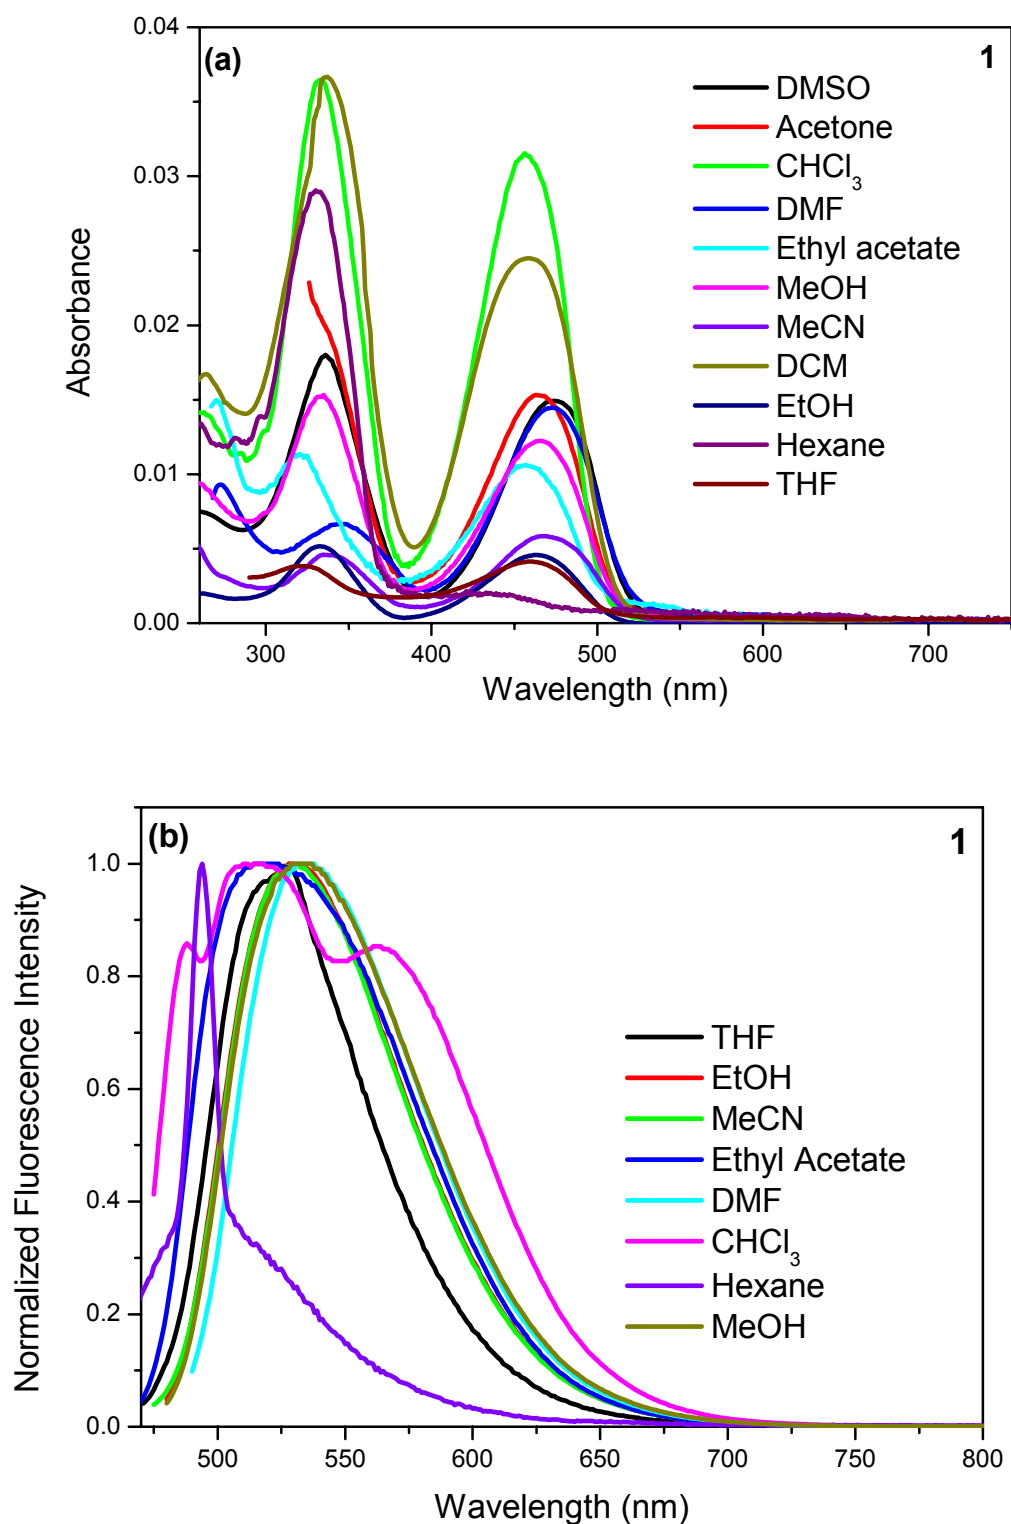 (a)
1
DMSO
Acetone
CHCl₃
DMF
Ethyl acetate
MeOH
MeCN
DCM
EtOH
Hexane
THF
0.04
0.03
0.02
0.01
0.00
Absorbance
300 400 500 600 700
Wavelength (nm)
(b)
1
THF
EtOH
MeCN
Ethyl Acetate
DMF
CHCl₃
Hexane
MeOH
1.0
0.8
0.6
0.4
0.2
0.0
Normalized Fluorescence Intensity
500 550 600 650 700 750 800
Wavelength (nm)